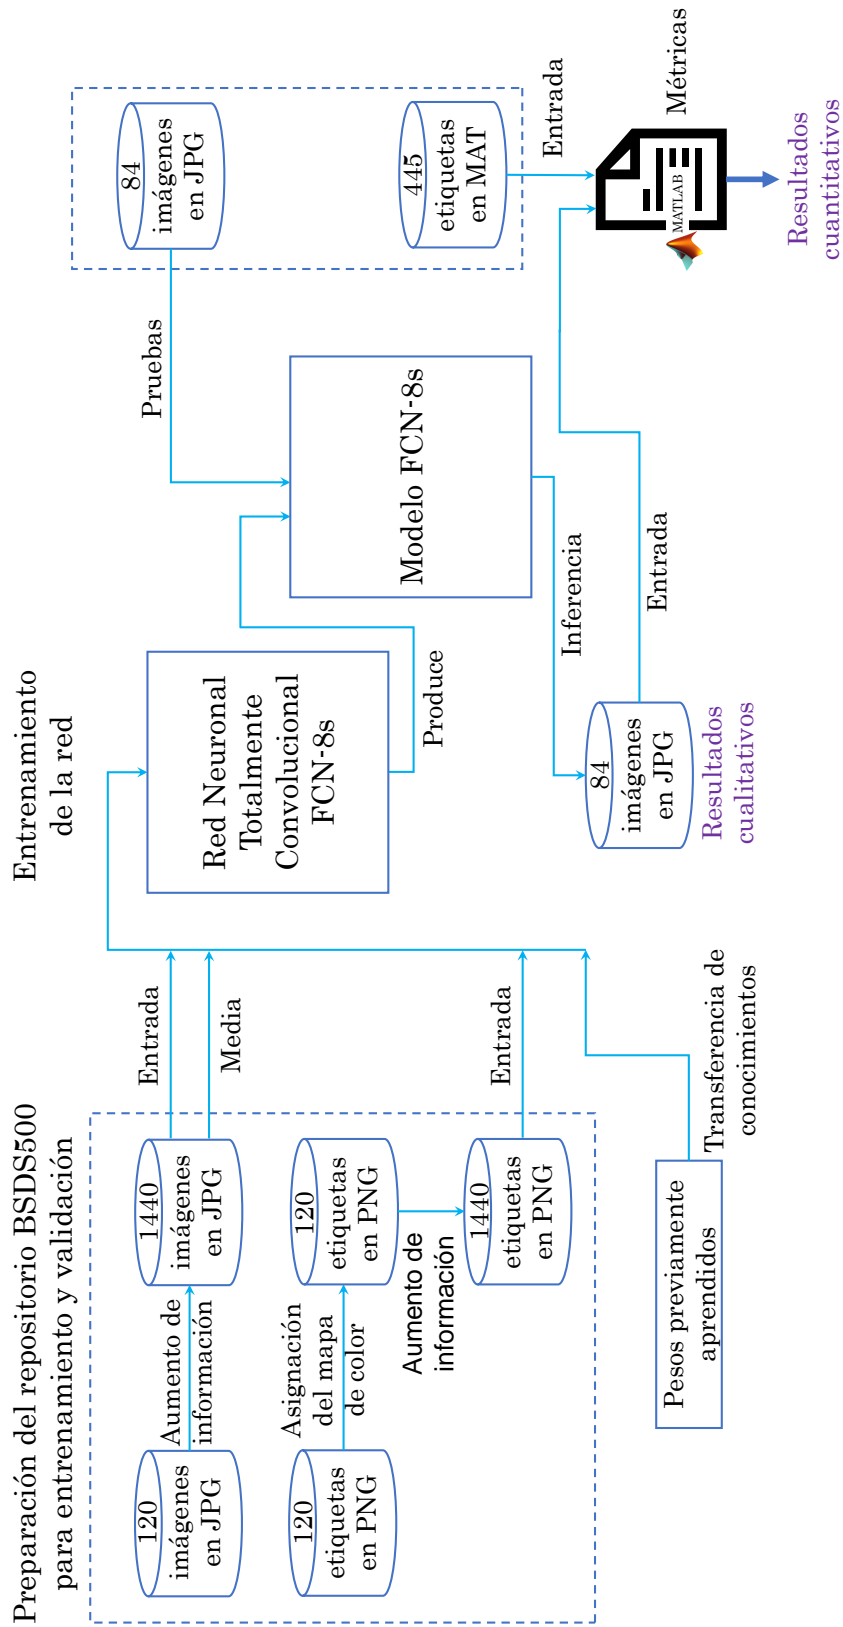 Preparación del repositorio BSDS500
para entrenamiento y validación
120
imágenes
en JPG
Aumento de
información
1440
imágenes
en JPG
120
etiquetas
en PNG
Asignación
del mapa
de color
120
etiquetas
en PNG
Aumento de
información
1440
etiquetas
en PNG
Pesos previamente
aprendidos
Transferencia de
conocimientos
Entrada
Media
Entrada
Entrenamiento
de la red
Red Neuronal
Totalmente
Convolucional
FCN-8s
Produce
Modelo FCN-8s
Pruebas
84
imágenes
en JPG
445
etiquetas
en MAT
Entrada
Inferencia
84
imágenes
en JPG
Resultados
cualitativos
Entrada
MATLAB
Métricas
Resultados
cuantitativos